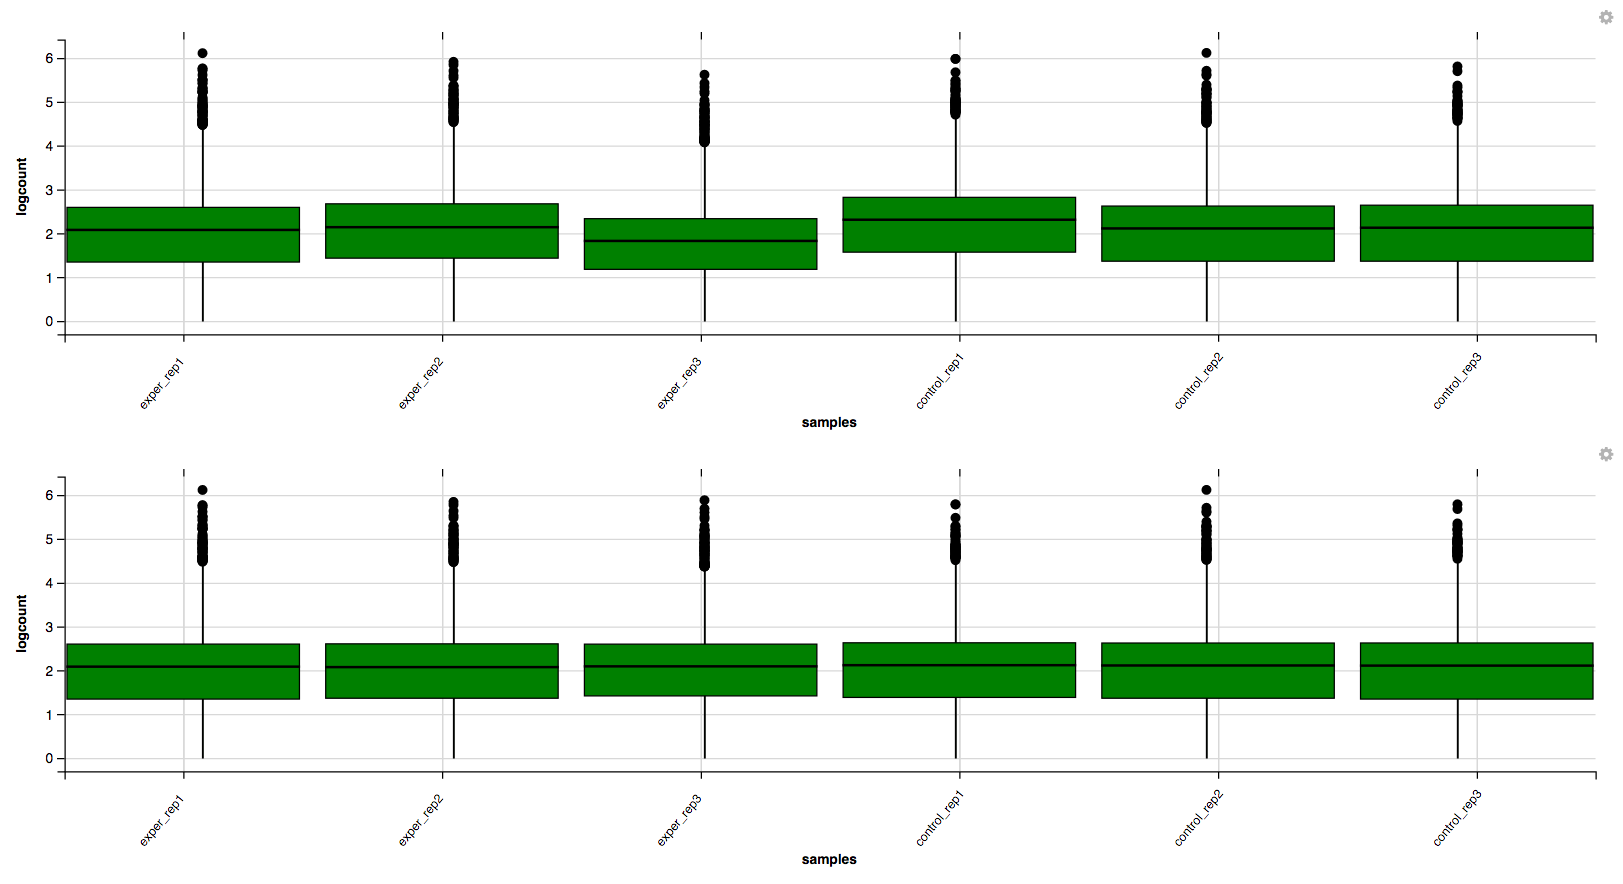 6
5
4
3
2
1
0
logcount
exper_rep1
exper_rep2
exper_rep3
control_rep1
control_rep2
control_rep3
samples
6
5
4
3
2
1
0
logcount
exper_rep1
exper_rep2
exper_rep3
control_rep1
control_rep2
control_rep3
samples